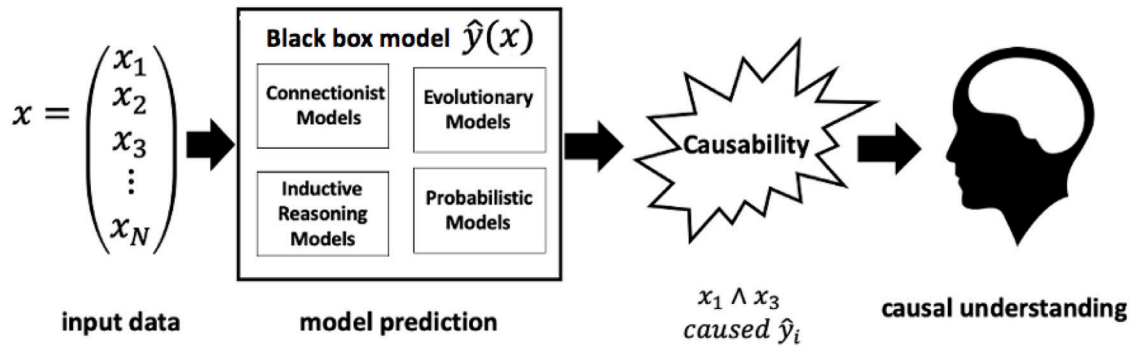 x =
x₁
x₂
x₃
⋮
x_N
Black box model ŷ(x)
Connectionist
Models
Evolutionary
Models
Inductive
Reasoning
Models
Probabilistic
Models
Causability
x₁ ∧ x₃
caused ŷᵢ
input data
model prediction
causal understanding